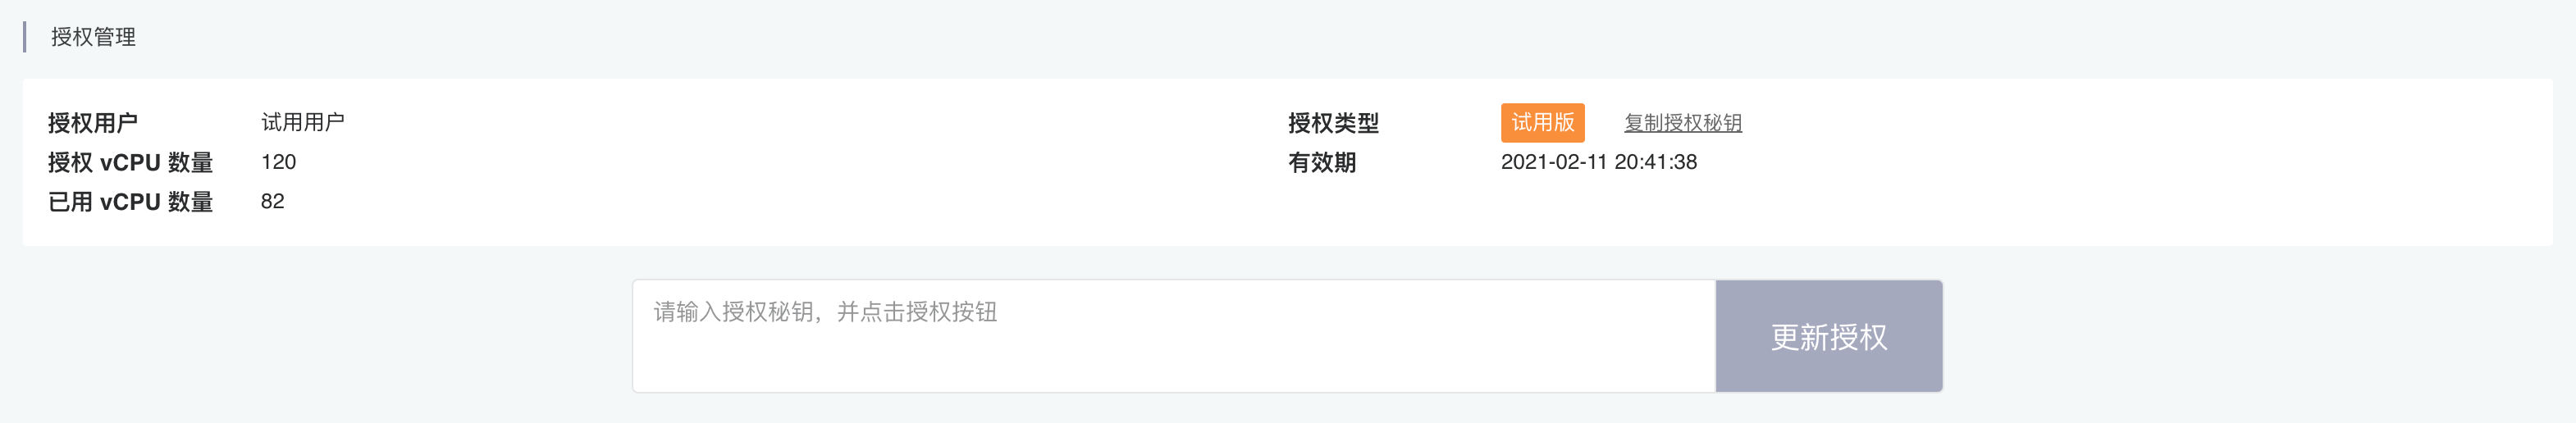 授权管理
授权用户 试用用户 授权类型 试用版 复制授权秘钥
授权 vCPU 数量 120 有效期 2021-02-11 20:41:38
已用 vCPU 数量 82
请输入授权秘钥，并点击授权按钮
更新授权